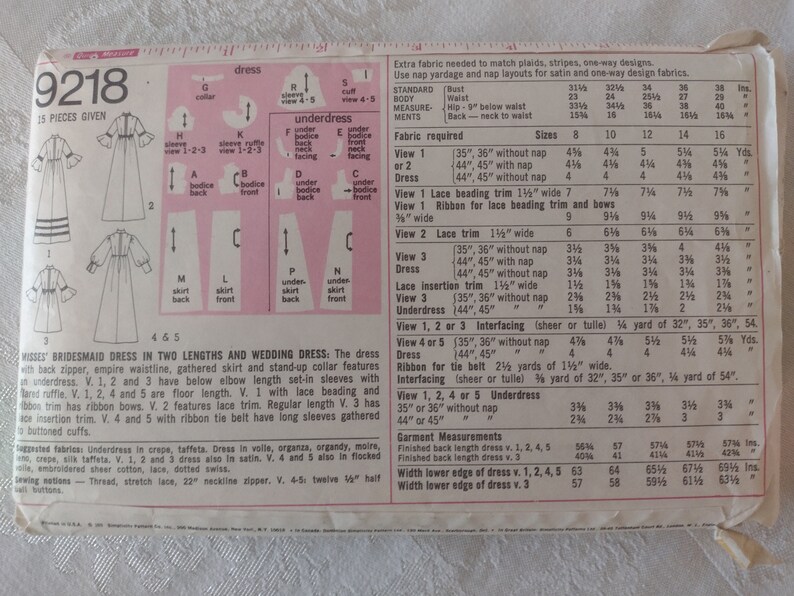 Measure
9218
15 PIECES GIVEN
dress
G
collar
R
sleeve
view 4·5
S
cuff
view 4·5
H
sleeve
view 1·2·3
K
sleeve ruffle
view 1·2·3
underdress
F under
bodice
back
neck
facing
E under
bodice
front
neck
facing
A
bodice
back
B
bodice
front
D
under
bodice
back
C
under
bodice
front
M
skirt
back
L
skirt
front
P
under-
skirt
back
N
under-
skirt
front
2
1
3
4 & 5
MISSES' BRIDESMAID DRESS IN TWO LENGTHS AND WEDDING DRESS: The dress
with back zipper, empire waistline, gathered skirt and stand-up collar features
an underdress. V. 1, 2 and 3 have below elbow length set-in sleeves with
flared ruffle. V. 1, 2, 4 and 5 are floor length. V. 1 with lace beading and
ribbon trim has ribbon bows. V. 2 features lace trim. Regular length V. 3 has
lace insertion trim. V. 4 and 5 with ribbon tie belt have long sleeves gathered
to buttoned cuffs.
Suggested fabrics: Underdress in crepe, taffeta. Dress in voile, organza, organdy, moire,
crepe, silk taffeta. V. 1, 2 and 3 dress also in satin. V. 4 and 5 also in flocked
voile, embroidered sheer cotton, lace, dotted swiss.
Sewing notions — Thread, stretch lace, 22" neckline zipper. V. 4-5: twelve ½" half
ball buttons.
Extra fabric needed to match plaids, stripes, one-way designs.
Use nap yardage and nap layouts for satin and one-way design fabrics.
STANDARD Bust 31½ 32½ 34 36 38 Ins.
BODY Waist 23 24 25½ 27 29 "
MEASURE- Hip - 9" below waist 33½ 34½ 36 38 40 "
MENTS Back — neck to waist 15¾ 16 16¼ 16½ 16¾ "
Fabric required Sizes 8 10 12 14 16
View 1 35", 36" without nap 4⅝ 4¾ 5 5¼ 5¼ Yds.
or 2 44", 45" with nap 4⅛ 4⅛ 4¼ 4⅜ 4⅜ "
Dress 44", 45" without nap 4 4 4 4⅛ 4⅜ "
View 1 Lace beading trim 1½" wide 7 7⅛ 7¼ 7½ 7⅝ "
View 1 Ribbon for lace beading trim and bows
⅜" wide 9 9⅛ 9¼ 9½ 9⅝ "
View 2 Lace trim 1½" wide 6 6⅛ 6⅛ 6¼ 6⅜ "
View 3 35", 36" without nap 3½ 3⅝ 3⅝ 4 4⅛ "
Dress 44", 45" with nap 3¼ 3¼ 3¼ 3⅜ 3½ "
44", 45" without nap 3⅛ 3⅛ 3¼ 3¼ 3⅜ "
Lace insertion trim 1½" wide 1½ 1⅝ 1⅝ 1¾ 1⅞ "
View 3 35", 36" without nap 2⅜ 2⅜ 2½ 2½ 2¾ "
Underdress 44", 45" " " 1⅝ 1¾ 1⅞ 2 2⅛ "
View 1, 2 or 3 Interfacing (sheer or tulle) ¼ yard of 32", 35", 36", 54.
View 4 or 5 35", 36" without nap 4⅞ 4⅞ 5½ 5½ 5⅞ Yds.
Dress 44", 45" without nap 4 4 4¼ 4¼ "
Ribbon for tie belt 2½ yards of 1½" wide.
Interfacing (sheer or tulle) ⅜ yard of 32", 35" or 36", ¼ yard of 54".
View 1, 2, 4 or 5 Underdress
35" or 36" without nap 3⅜ 3⅜ 3⅜ 3½ 3¾ "
44" or 45" " " 2¾ 2¾ 2⅞ 3 3 "
Garment Measurements
Finished back length dress v. 1, 2, 4, 5 56¾ 57 57¼ 57½ 57¾ Ins.
Finished back length dress v. 3 40¾ 41 41¼ 41½ 42¾ "
Width lower edge of dress v. 1, 2, 4, 5 63 64 65½ 67½ 69½ Ins.
Width lower edge of dress v. 3 57 58 59½ 61½ 63½ "
Printed in U.S.A. Simplicity Pattern Co. Inc. 200 Madison Avenue, New York, N.Y. 10016